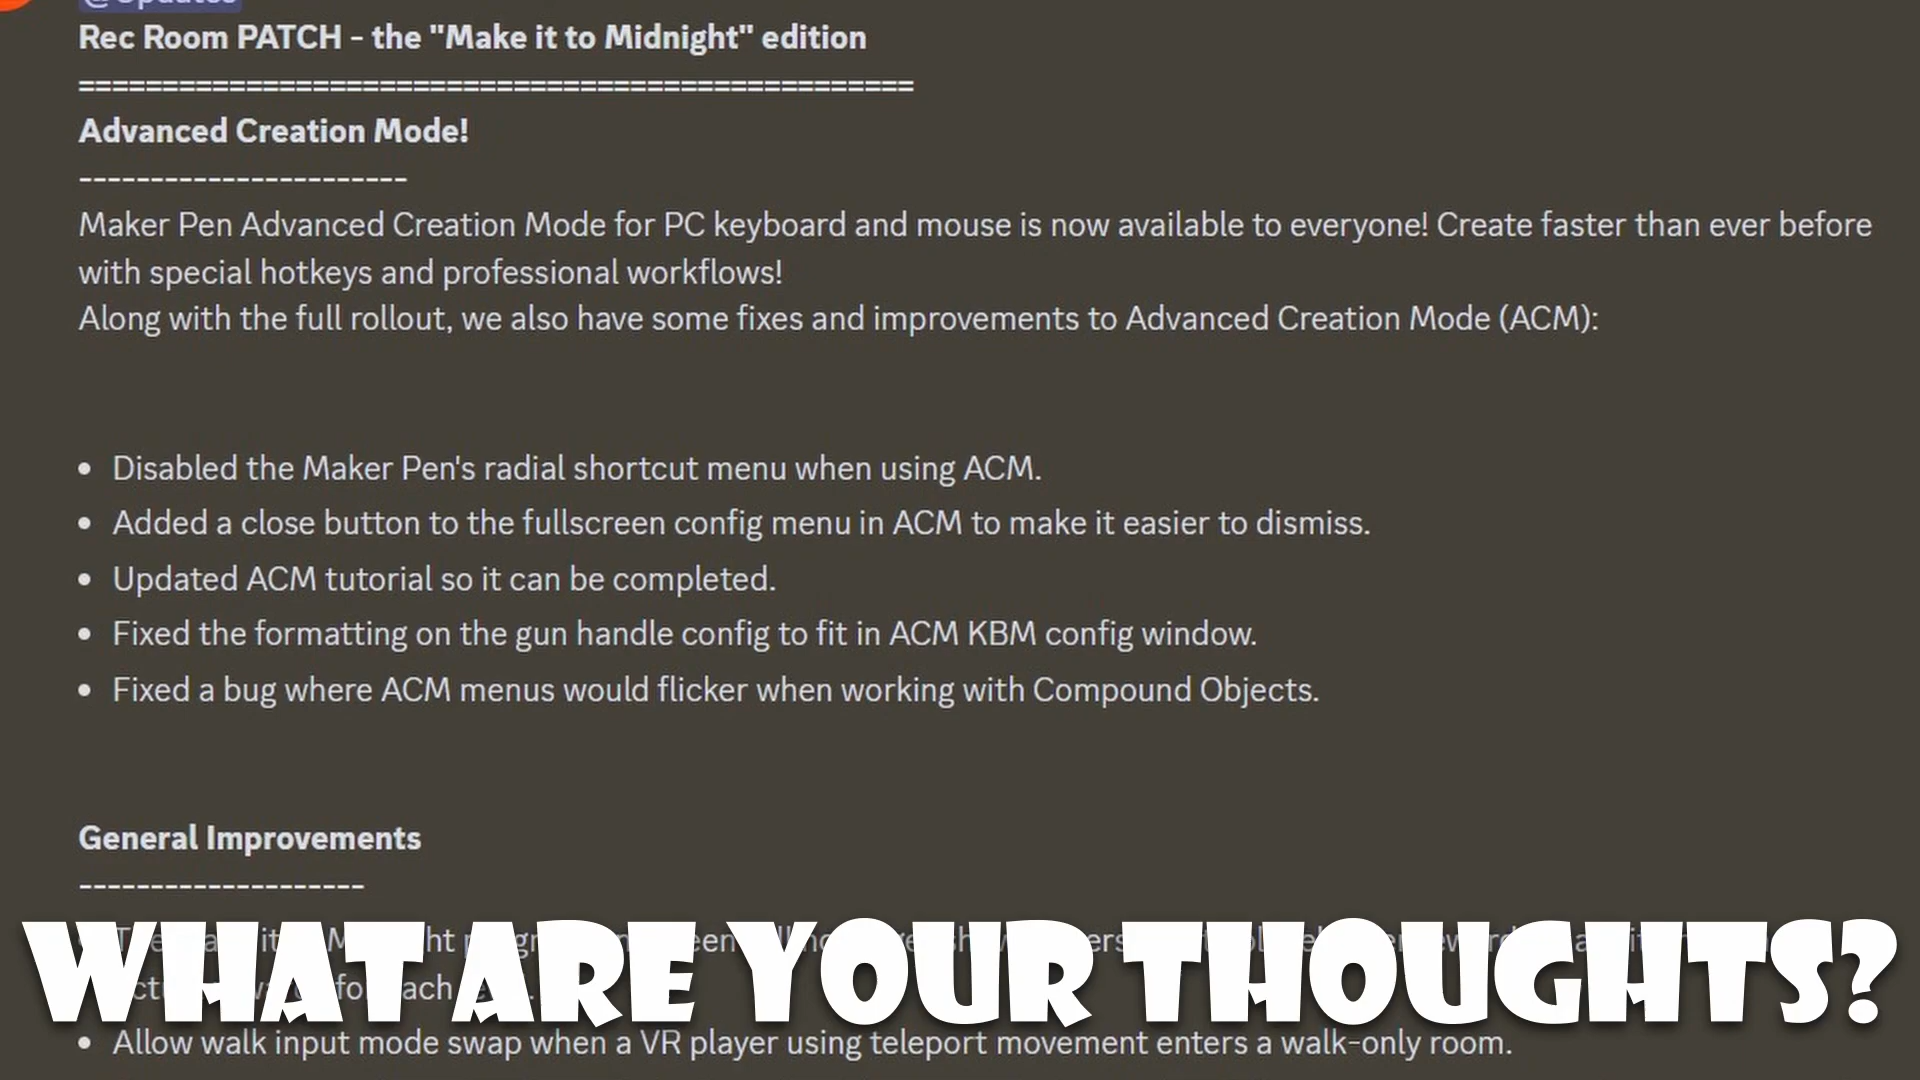 @Updates
Rec Room PATCH - the "Make it to Midnight" edition
==================================================
Advanced Creation Mode!
-----------------------
Maker Pen Advanced Creation Mode for PC keyboard and mouse is now available to everyone! Create faster than ever before
with special hotkeys and professional workflows!
Along with the full rollout, we also have some fixes and improvements to Advanced Creation Mode (ACM):
• Disabled the Maker Pen's radial shortcut menu when using ACM.
• Added a close button to the fullscreen config menu in ACM to make it easier to dismiss.
• Updated ACM tutorial so it can be completed.
• Fixed the formatting on the gun handle config to fit in ACM KBM config window.
• Fixed a bug where ACM menus would flicker when working with Compound Objects.
General Improvements
--------------------
WHAT ARE YOUR THOUGHTS?
• Allow walk input mode swap when a VR player using teleport movement enters a walk-only room.